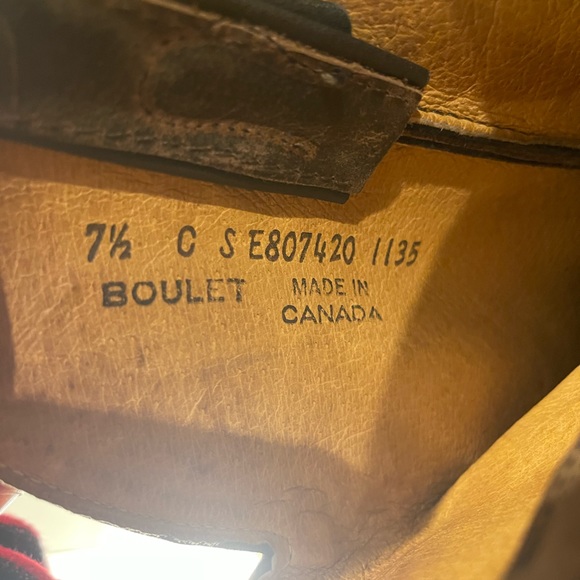 7½ C S E807420 1135
BOULET MADE IN
CANADA